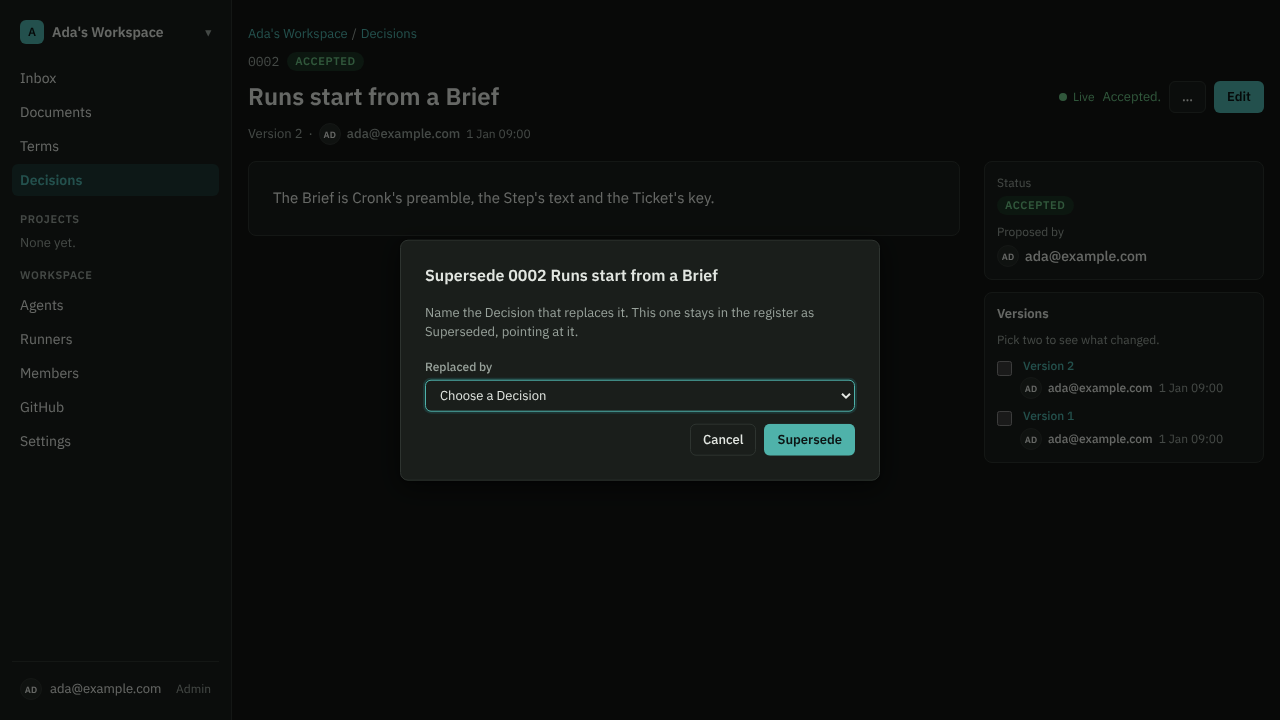 A Ada's Workspace ▾
Inbox
Documents
Terms
Decisions
PROJECTS
None yet.
WORKSPACE
Agents
Runners
Members
GitHub
Settings
AD ada@example.com Admin
Ada's Workspace / Decisions
0002 ACCEPTED
Runs start from a Brief
Live Accepted. ... Edit
Version 2 · AD ada@example.com 1 Jan 09:00
The Brief is Cronk's preamble, the Step's text and the Ticket's key.
Status
ACCEPTED
Proposed by
AD ada@example.com
Versions
Pick two to see what changed.
Version 2
AD ada@example.com 1 Jan 09:00
Version 1
AD ada@example.com 1 Jan 09:00
Supersede 0002 Runs start from a Brief
Name the Decision that replaces it. This one stays in the register as
Superseded, pointing at it.
Replaced by
Choose a Decision
Cancel Supersede